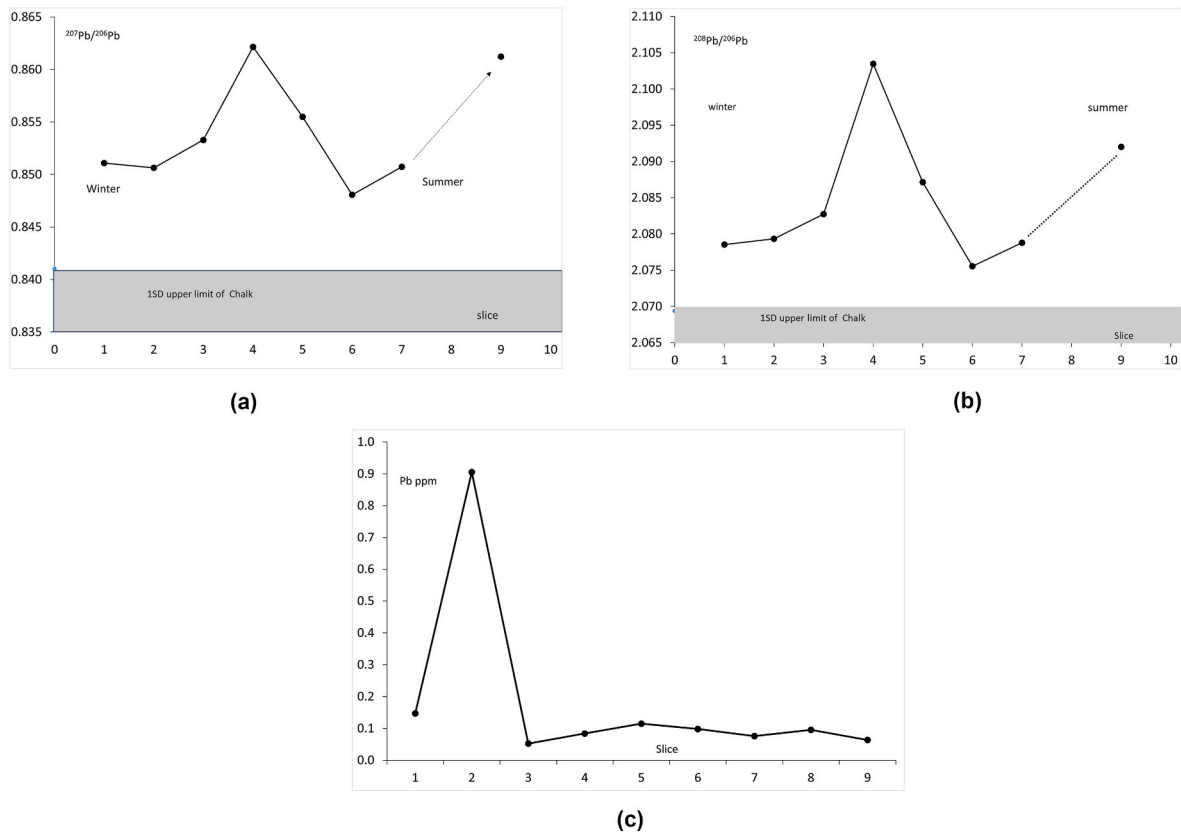 0.865
²⁰⁷Pb/²⁰⁶Pb
0.860
0.855
0.850
Winter
Summer
0.845
0.840
1SD upper limit of Chalk
slice
0.835
0 1 2 3 4 5 6 7 8 9 10
(a)
2.110
²⁰⁸Pb/²⁰⁶Pb
2.105
2.100
winter
summer
2.095
2.090
2.085
2.080
2.075
2.070
1SD upper limit of Chalk
Slice
2.065
0 1 2 3 4 5 6 7 8 9 10
(b)
1.0
0.9
Pb ppm
0.8
0.7
0.6
0.5
0.4
0.3
0.2
0.1
Slice
0.0
1 2 3 4 5 6 7 8 9
(c)